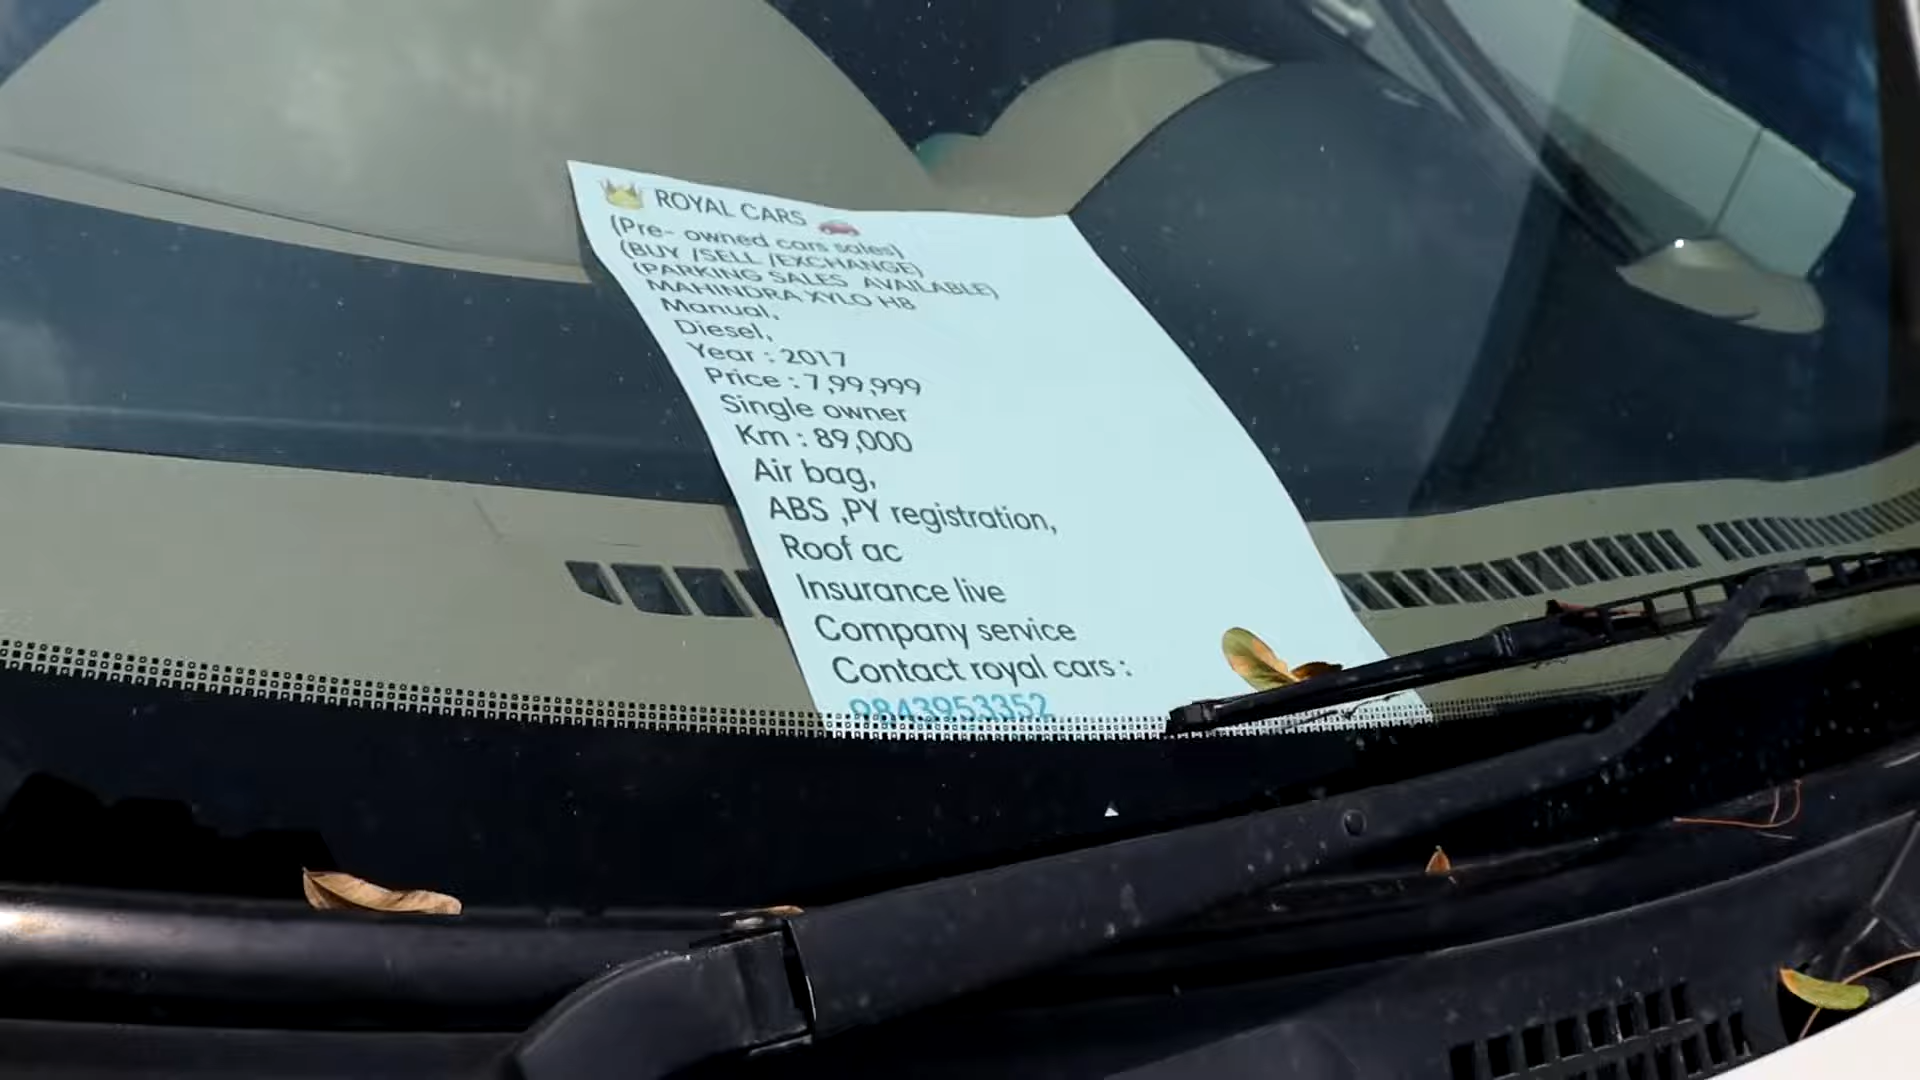 ROYAL CARS
(Pre- owned cars sales)
(BUY /SELL /EXCHANGE)
(PARKING SALES AVAILABLE)
MAHINDRA XYLO H8
Manual,
Diesel,
Year : 2017
Price : 7,99,999
Single owner
Km : 89,000
Air bag,
ABS ,PY registration,
Roof ac
Insurance live
Company service
Contact royal cars :
9843953352